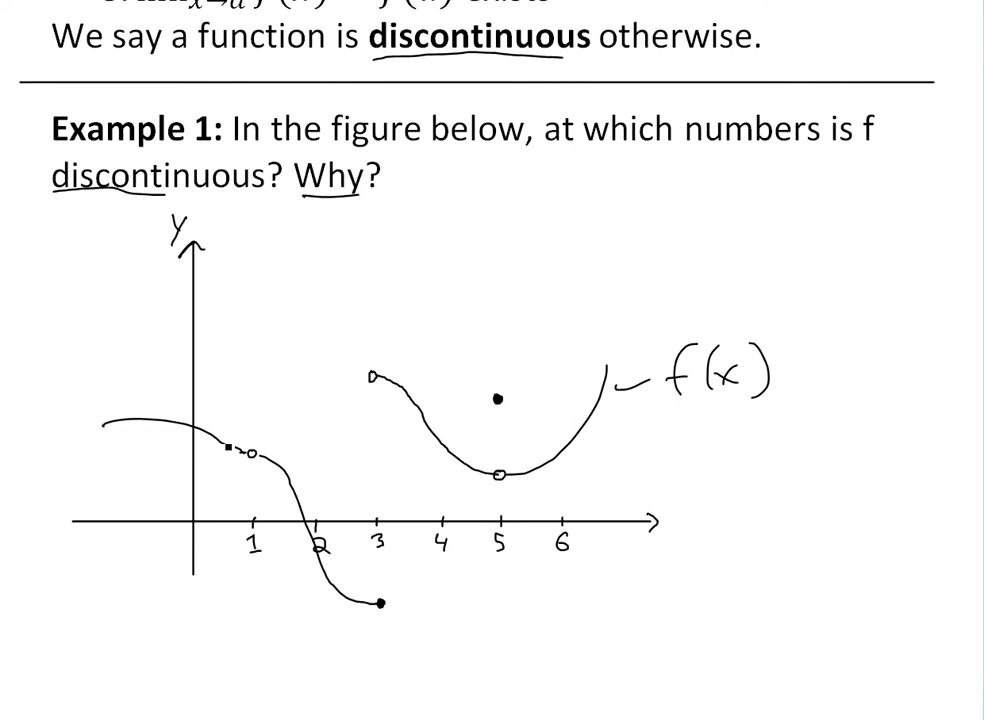 We say a function is discontinuous otherwise.
Example 1: In the figure below, at which numbers is f
discontinuous? Why?
y
f(x)
1 2 3 4 5 6